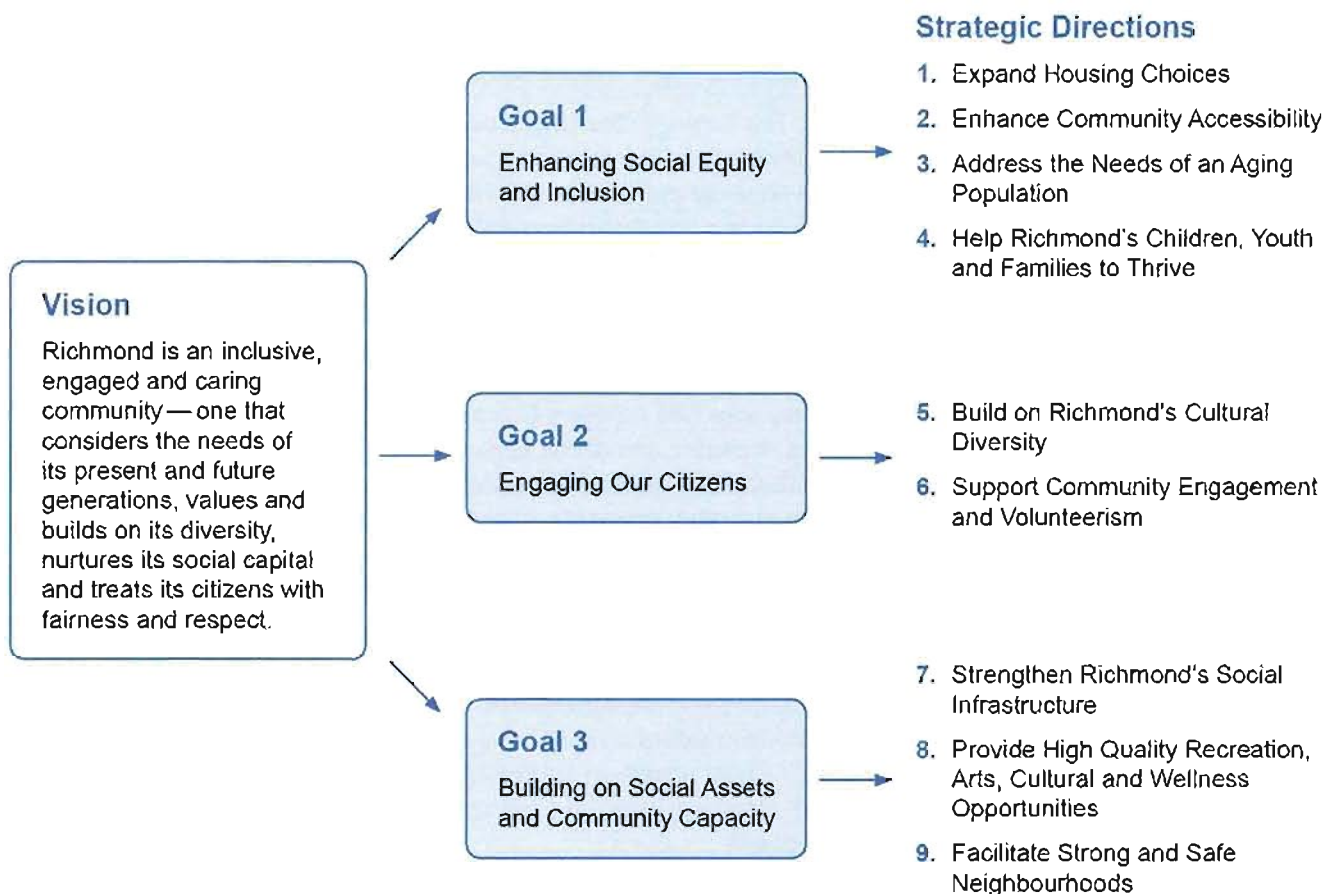 Strategic Directions
1. Expand Housing Choices
2. Enhance Community Accessibility
3. Address the Needs of an Aging
Population
4. Help Richmond's Children, Youth
and Families to Thrive
Goal 1
Enhancing Social Equity
and Inclusion
Vision
Richmond is an inclusive,
engaged and caring
community — one that
considers the needs of
its present and future
generations, values and
builds on its diversity,
nurtures its social capital
and treats its citizens with
fairness and respect.
Goal 2
Engaging Our Citizens
5. Build on Richmond's Cultural
Diversity
6. Support Community Engagement
and Volunteerism
Goal 3
Building on Social Assets
and Community Capacity
7. Strengthen Richmond's Social
Infrastructure
8. Provide High Quality Recreation,
Arts, Cultural and Wellness
Opportunities
9. Facilitate Strong and Safe
Neighbourhoods